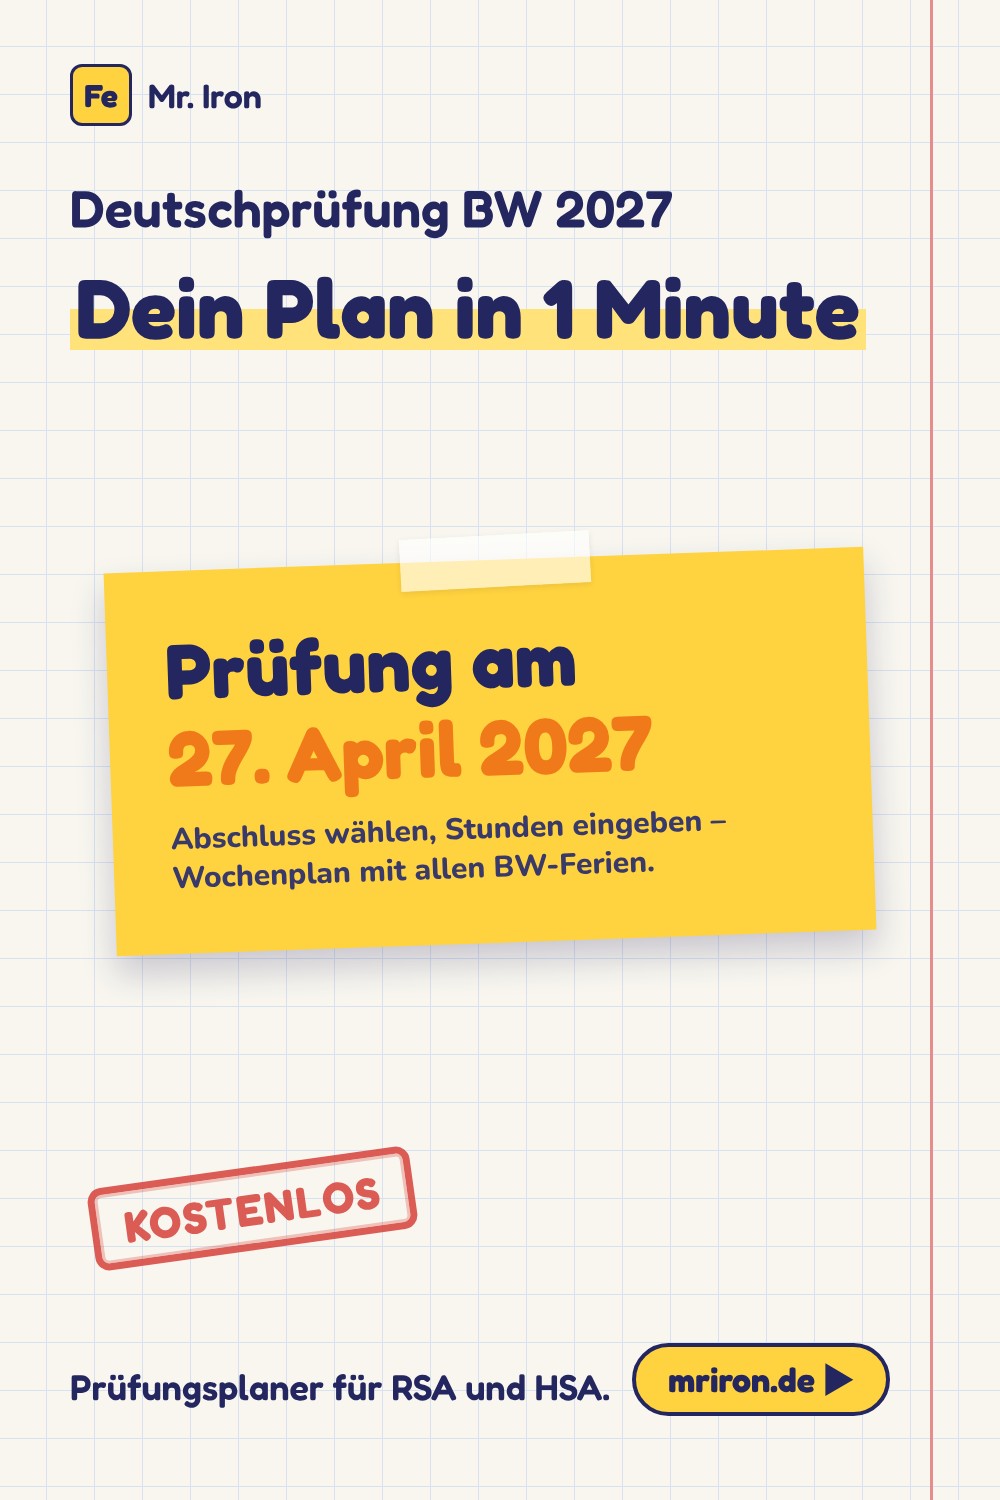 Fe Mr. Iron
Deutschprüfung BW 2027
Dein Plan in 1 Minute
Prüfung am
27. April 2027
Abschluss wählen, Stunden eingeben –
Wochenplan mit allen BW-Ferien.
KOSTENLOS
Prüfungsplaner für RSA und HSA.
mriron.de ▶